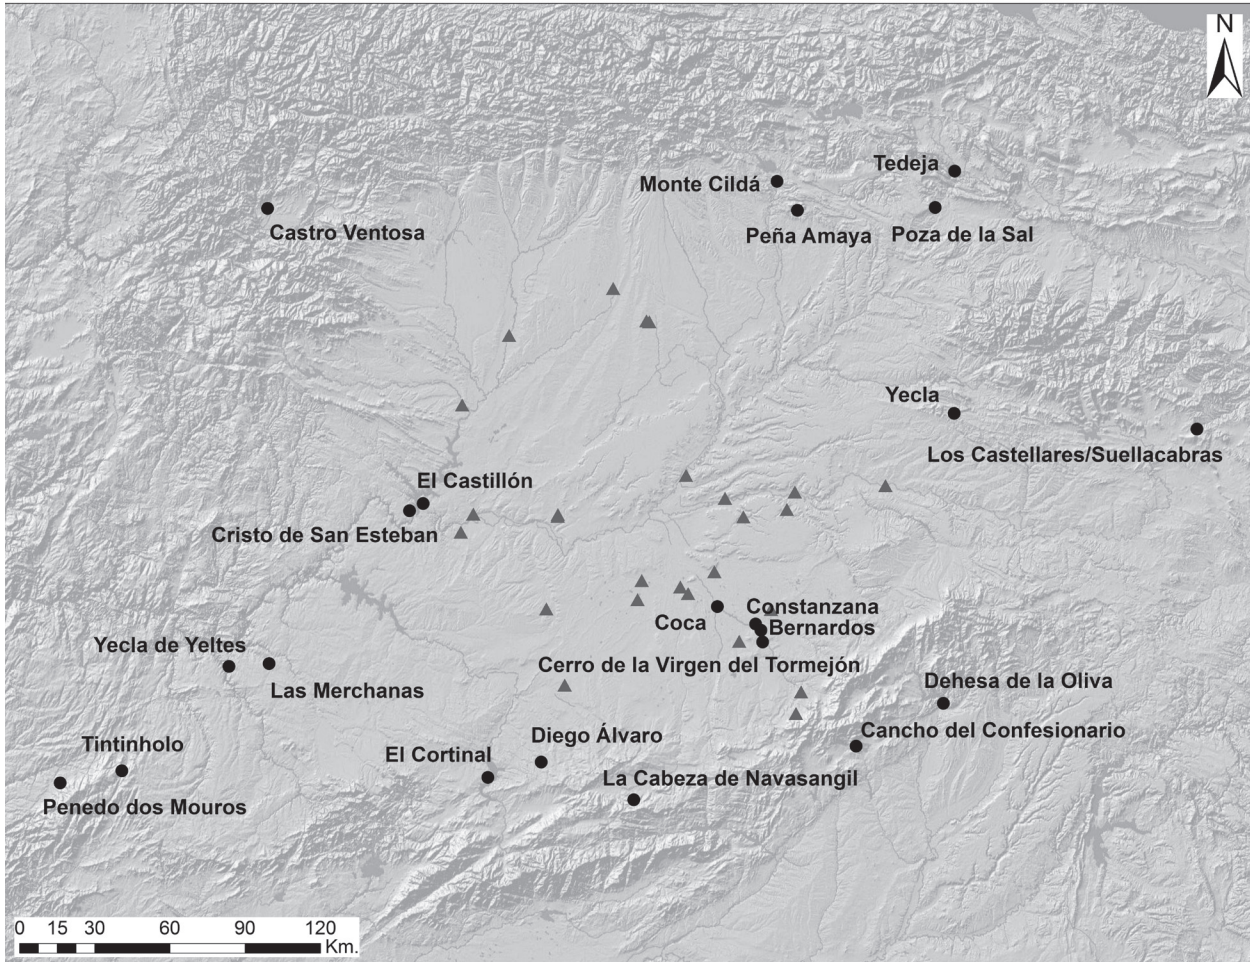 N
Tedeja
Monte Cildá
Castro Ventosa
Peña Amaya
Poza de la Sal
Yecla
Los Castellares/Suellacabras
El Castillón
Cristo de San Esteban
Constanzana
Coca
Bernardos
Yecla de Yeltes
Cerro de la Virgen del Tormejón
Las Merchanas
Dehesa de la Oliva
Cancho del Confesionario
Diego Álvaro
Tintinholo
El Cortinal
La Cabeza de Navasangil
Penedo dos Mouros
0 15 30 60 90 120
Km.